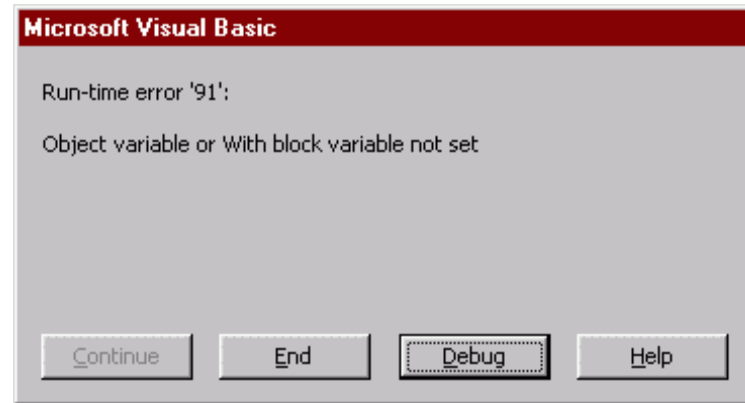 Microsoft Visual Basic
Run-time error '91':
Object variable or With block variable not set
Continue End Debug Help